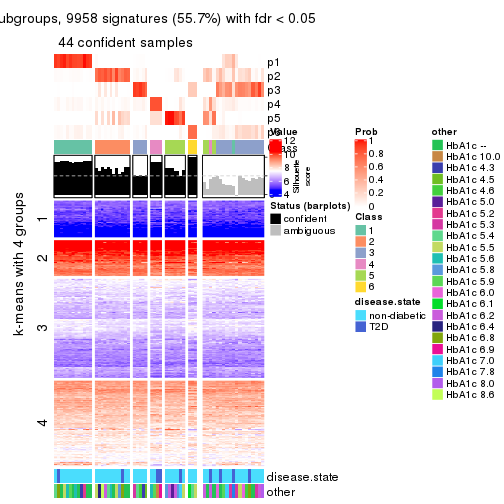 ubgroups, 9958 signatures (55.7%) with fdr < 0.05
44 confident samples
p1
p2
p3
p4
p5
Value
12
10
8
6
4
2
Silhouette
score
1
0.5
0
Status (barplots)
confident
ambiguous
Prob
1
0.8
0.6
0.4
0.2
0
Class
1
2
3
4
5
6
disease.state
non-diabetic
T2D
other
HbA1c --
HbA1c 10.0
HbA1c 4.3
HbA1c 4.5
HbA1c 4.6
HbA1c 5.0
HbA1c 5.2
HbA1c 5.3
HbA1c 5.4
HbA1c 5.5
HbA1c 5.6
HbA1c 5.8
HbA1c 5.9
HbA1c 6.0
HbA1c 6.1
HbA1c 6.2
HbA1c 6.4
HbA1c 6.8
HbA1c 6.9
HbA1c 7.0
HbA1c 7.8
HbA1c 8.0
HbA1c 8.6
k-means with 4 groups
1
2
3
4
disease.state
other